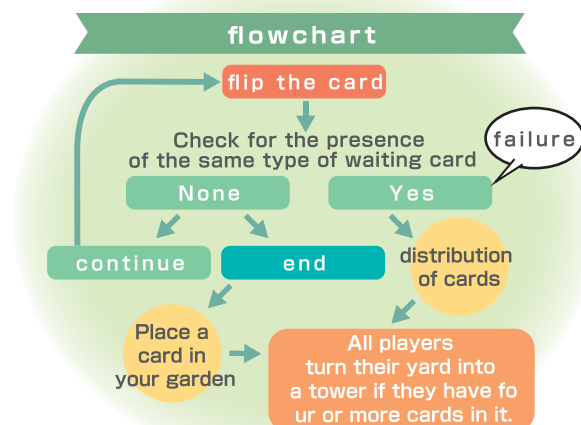 flowchart
flip the card
Check for the presence
of the same type of waiting card
failure
None
Yes
continue
end
distribution
of cards
Place a
card in
your garden
All players
turn their yard into
a tower if they have fo
ur or more cards in it.